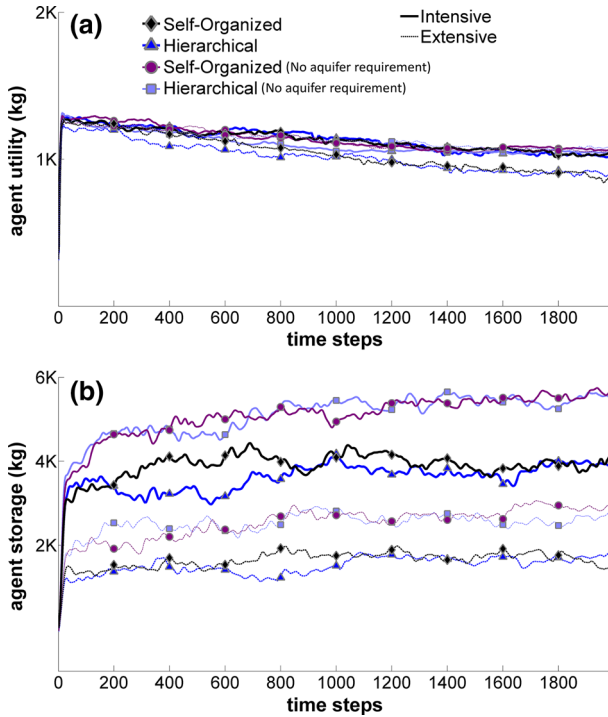 2K
(a)
Self-Organized
Intensive
Hierarchical
Extensive
Self-Organized (No aquifer requirement)
Hierarchical (No aquifer requirement)
agent utility (kg)
1K
0 200 400 600 800 1000 1200 1400 1600 1800
time steps
6K
(b)
4K
agent storage (kg)
2K
0 200 400 600 800 1000 1200 1400 1600 1800
time steps